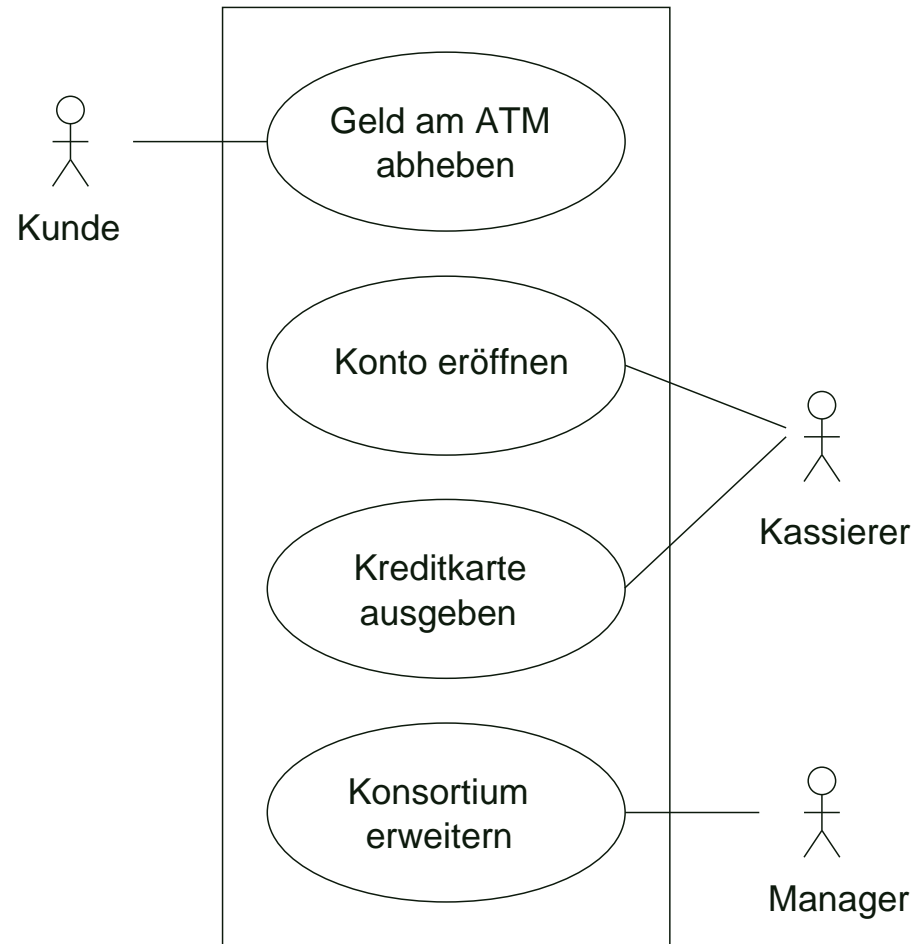 Geld am ATM
abheben
Kunde
Konto eröffnen
Kassierer
Kreditkarte
ausgeben
Konsortium
erweitern
Manager